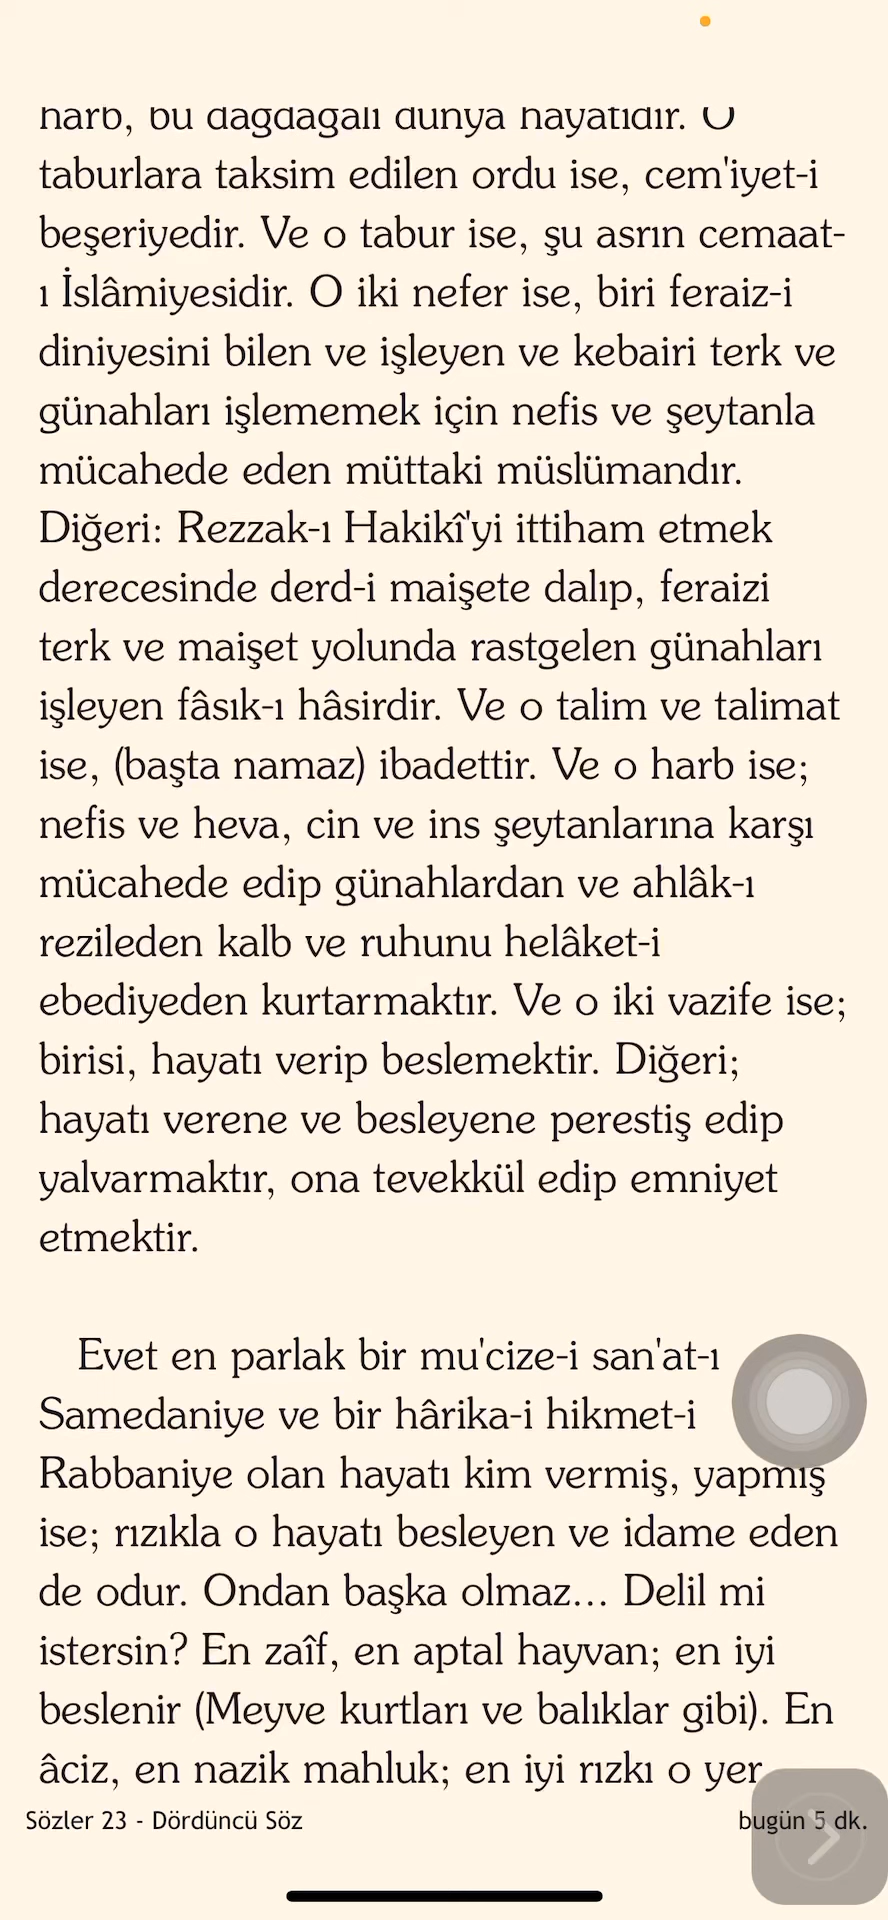 harb, bu dağdağalı dünya hayatıdır. O
taburlara taksim edilen ordu ise, cem'iyet-i
beşeriyedir. Ve o tabur ise, şu asrın cemaat-
ı İslâmiyesidir. O iki nefer ise, biri feraiz-i
diniyesini bilen ve işleyen ve kebairi terk ve
günahları işlememek için nefis ve şeytanla
mücahede eden müttaki müslümandır.
Diğeri: Rezzak-ı Hakikî'yi ittiham etmek
derecesinde derd-i maişete dalıp, feraizi
terk ve maişet yolunda rastgelen günahları
işleyen fâsık-ı hâsirdir. Ve o talim ve talimat
ise, (başta namaz) ibadettir. Ve o harb ise;
nefis ve heva, cin ve ins şeytanlarına karşı
mücahede edip günahlardan ve ahlâk-ı
rezileden kalb ve ruhunu helâket-i
ebediyeden kurtarmaktır. Ve o iki vazife ise;
birisi, hayatı verip beslemektir. Diğeri;
hayatı verene ve besleyene perestiş edip
yalvarmaktır, ona tevekkül edip emniyet
etmektir.
Evet en parlak bir mu'cize-i san'at-ı
Samedaniye ve bir hârika-i hikmet-i
Rabbaniye olan hayatı kim vermiş, yapmış
ise; rızıkla o hayatı besleyen ve idame eden
de odur. Ondan başka olmaz... Delil mi
istersin? En zaîf, en aptal hayvan; en iyi
beslenir (Meyve kurtları ve balıklar gibi). En
âciz, en nazik mahluk; en iyi rızkı o yer
Sözler 23 - Dördüncü Söz
bugün 5 dk.